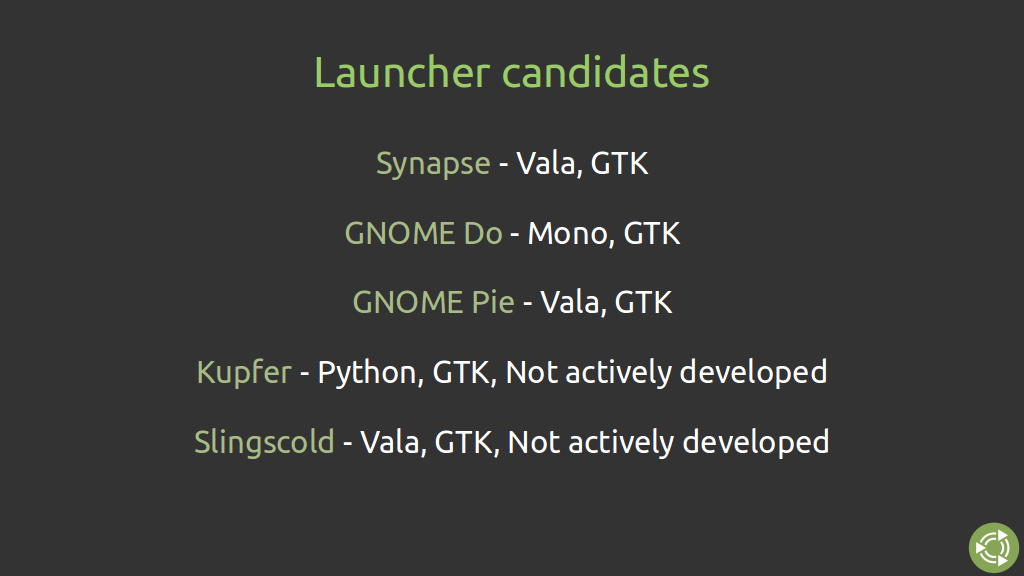 Launcher candidates
Synapse - Vala, GTK
GNOME Do - Mono, GTK
GNOME Pie - Vala, GTK
Kupfer - Python, GTK, Not actively developed
Slingscold - Vala, GTK, Not actively developed